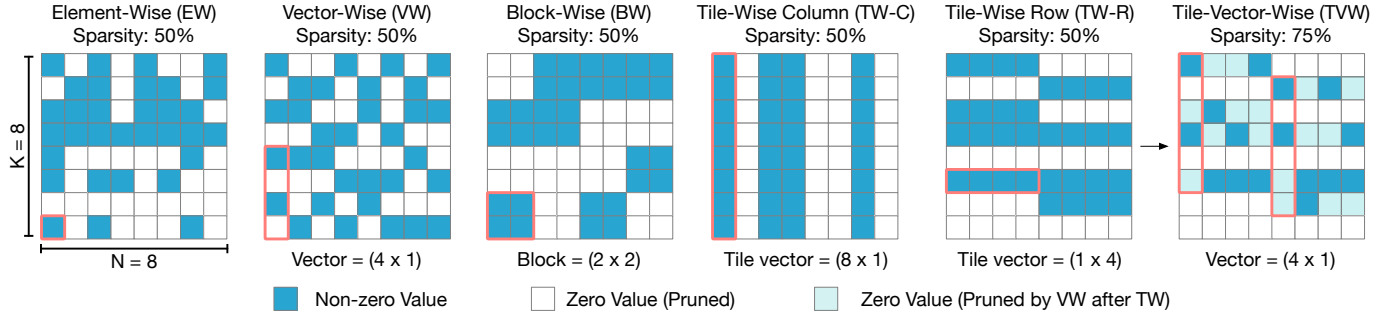 Element-Wise (EW)
Sparsity: 50%
Vector-Wise (VW)
Sparsity: 50%
Block-Wise (BW)
Sparsity: 50%
Tile-Wise Column (TW-C)
Sparsity: 50%
Tile-Wise Row (TW-R)
Sparsity: 50%
Tile-Vector-Wise (TVW)
Sparsity: 75%
K = 8
N = 8
Vector = (4 x 1)
Block = (2 x 2)
Tile vector = (8 x 1)
Tile vector = (1 x 4)
Vector = (4 x 1)
Non-zero Value
Zero Value (Pruned)
Zero Value (Pruned by VW after TW)